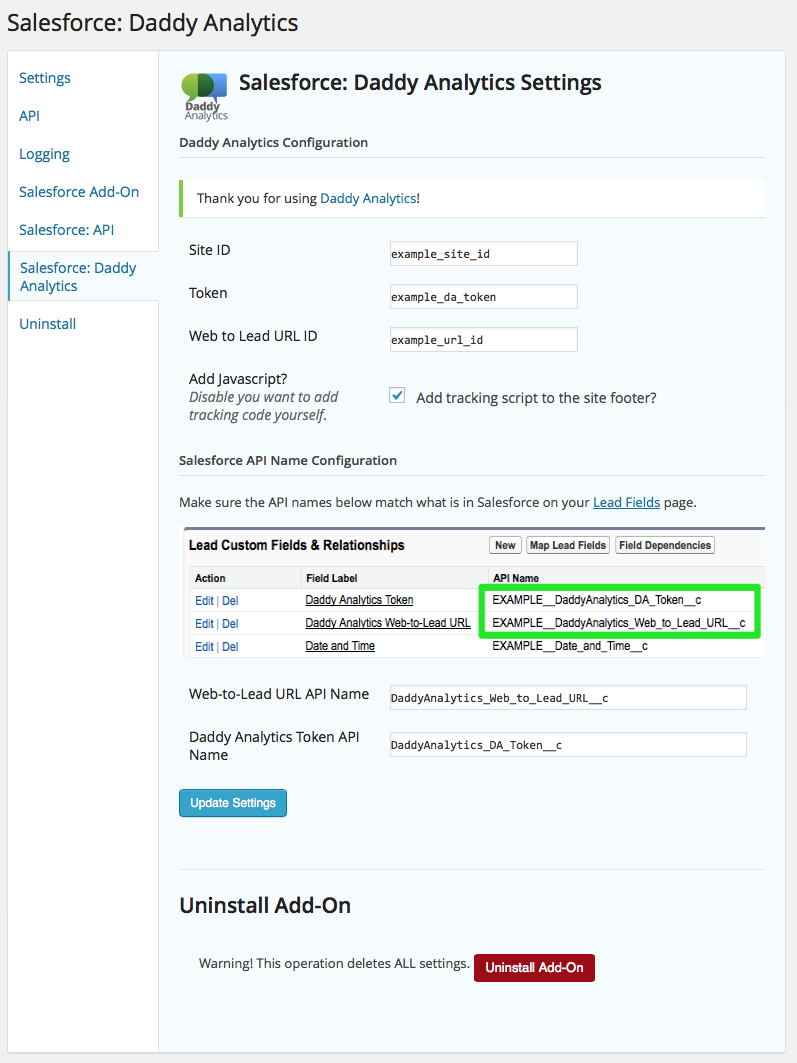 Salesforce: Daddy Analytics
Settings
API
Logging
Salesforce Add-On
Salesforce: API
Salesforce: Daddy
Analytics
Uninstall
Daddy
Analytics
Salesforce: Daddy Analytics Settings
Daddy Analytics Configuration
Thank you for using Daddy Analytics!
Site ID example_site_id
Token example_da_token
Web to Lead URL ID example_url_id
Add Javascript?
Disable you want to add
tracking code yourself.
Add tracking script to the site footer?
Salesforce API Name Configuration
Make sure the API names below match what is in Salesforce on your Lead Fields page.
Lead Custom Fields & Relationships New Map Lead Fields Field Dependencies
Action Field Label API Name
Edit | Del Daddy Analytics Token EXAMPLE__DaddyAnalytics_DA_Token__c
Edit | Del Daddy Analytics Web-to-Lead URL EXAMPLE__DaddyAnalytics_Web_to_Lead_URL__c
Edit | Del Date and Time EXAMPLE__Date_and_Time__c
Web-to-Lead URL API Name DaddyAnalytics_Web_to_Lead_URL__c
Daddy Analytics Token API
Name
DaddyAnalytics_DA_Token__c
Update Settings
Uninstall Add-On
Warning! This operation deletes ALL settings. Uninstall Add-On